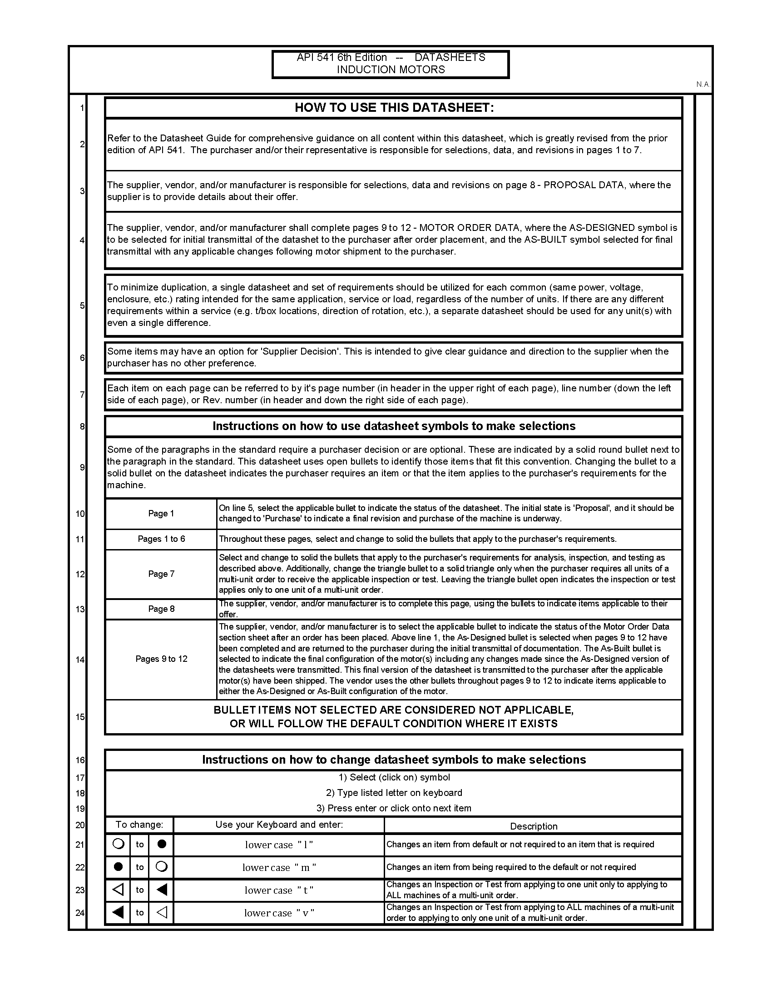 API 541 6th Edition -- DATASHEETS
INDUCTION MOTORS
N.A.
1 HOW TO USE THIS DATASHEET:
2 Refer to the Datasheet Guide for comprehensive guidance on all content within this datasheet, which is greatly revised from the prior
edition of API 541. The purchaser and/or their representative is responsible for selections, data, and revisions in pages 1 to 7.
3 The supplier, vendor, and/or manufacturer is responsible for selections, data and revisions on page 8 - PROPOSAL DATA, where the
supplier is to provide details about their offer.
4 The supplier, vendor, and/or manufacturer shall complete pages 9 to 12 - MOTOR ORDER DATA, where the AS-DESIGNED symbol is
to be selected for initial transmittal of the datashet to the purchaser after order placement, and the AS-BUILT symbol selected for final
transmittal with any applicable changes following motor shipment to the purchaser.
5 To minimize duplication, a single datasheet and set of requirements should be utilized for each common (same power, voltage,
enclosure, etc.) rating intended for the same application, service or load, regardless of the number of units. If there are any different
requirements within a service (e.g. t/box locations, direction of rotation, etc.), a separate datasheet should be used for any unit(s) with
even a single difference.
6 Some items may have an option for 'Supplier Decision'. This is intended to give clear guidance and direction to the supplier when the
purchaser has no other preference.
7 Each item on each page can be referred to by it's page number (in header in the upper right of each page), line number (down the left
side of each page), or Rev. number (in header and down the right side of each page).
8 Instructions on how to use datasheet symbols to make selections
9 Some of the paragraphs in the standard require a purchaser decision or are optional. These are indicated by a solid round bullet next to
the paragraph in the standard. This datasheet uses open bullets to identify those items that fit this convention. Changing the bullet to a
solid bullet on the datasheet indicates the purchaser requires an item or that the item applies to the purchaser's requirements for the
machine.
10 Page 1 On line 5, select the applicable bullet to indicate the status of the datasheet. The initial state is 'Proposal', and it should be
changed to 'Purchase' to indicate a final revision and purchase of the machine is underway.
11 Pages 1 to 6 Throughout these pages, select and change to solid the bullets that apply to the purchaser's requirements.
12 Page 7 Select and change to solid the bullets that apply to the purchaser's requirements for analysis, inspection, and testing as
described above. Additionally, change the triangle bullet to a solid triangle only when the purchaser requires all units of a
multi-unit order to receive the applicable inspection or test. Leaving the triangle bullet open indicates the inspection or test
applies only to one unit of a multi-unit order.
13 Page 8 The supplier, vendor, and/or manufacturer is to complete this page, using the bullets to indicate items applicable to their
offer.
14 Pages 9 to 12 The supplier, vendor, and/or manufacturer is to select the applicable bullet to indicate the status of the Motor Order Data
section sheet after an order has been placed. Above line 1, the As-Designed bullet is selected when pages 9 to 12 have
been completed and are returned to the purchaser during the initial transmittal of documentation. The As-Built bullet is
selected to indicate the final configuration of the motor(s) including any changes made since the As-Designed version of
the datasheets were transmitted. This final version of the datasheet is transmitted to the purchaser after the applicable
motor(s) have been shipped. The vendor uses the other bullets throughout pages 9 to 12 to indicate items applicable to
either the As-Designed or As-Built configuration of the motor.
15 BULLET ITEMS NOT SELECTED ARE CONSIDERED NOT APPLICABLE,
OR WILL FOLLOW THE DEFAULT CONDITION WHERE IT EXISTS
16 Instructions on how to change datasheet symbols to make selections
17 1) Select (click on) symbol
18 2) Type listed letter on keyboard
19 3) Press enter or click onto next item
20 To change: Use your Keyboard and enter: Description
21 ○ to ● lower case " l " Changes an item from default or not required to an item that is required
22 ● to ○ lower case " m " Changes an item from being required to the default or not required
23 ◁ to ◀ lower case " t " Changes an Inspection or Test from applying to one unit only to applying to
ALL machines of a multi-unit order.
24 ◀ to ◁ lower case " v " Changes an Inspection or Test from applying to ALL machines of a multi-unit
order to applying to only one unit of a multi-unit order.